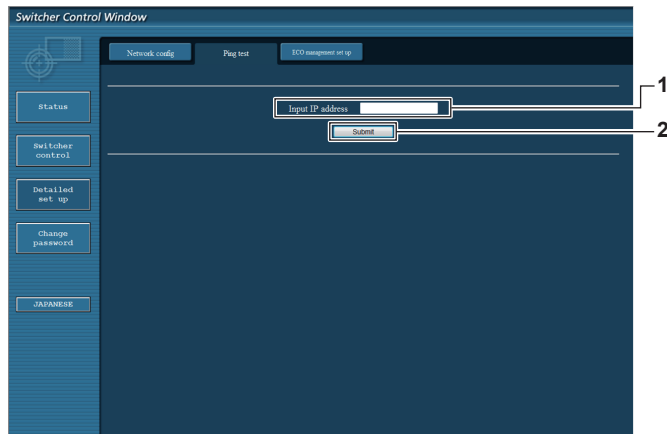 Switcher Control Window
Network config
Ping test
ECO management set up
Input IP address
1
Submit
2
Status
Switcher
control
Detailed
set up
Change
password
JAPANESE